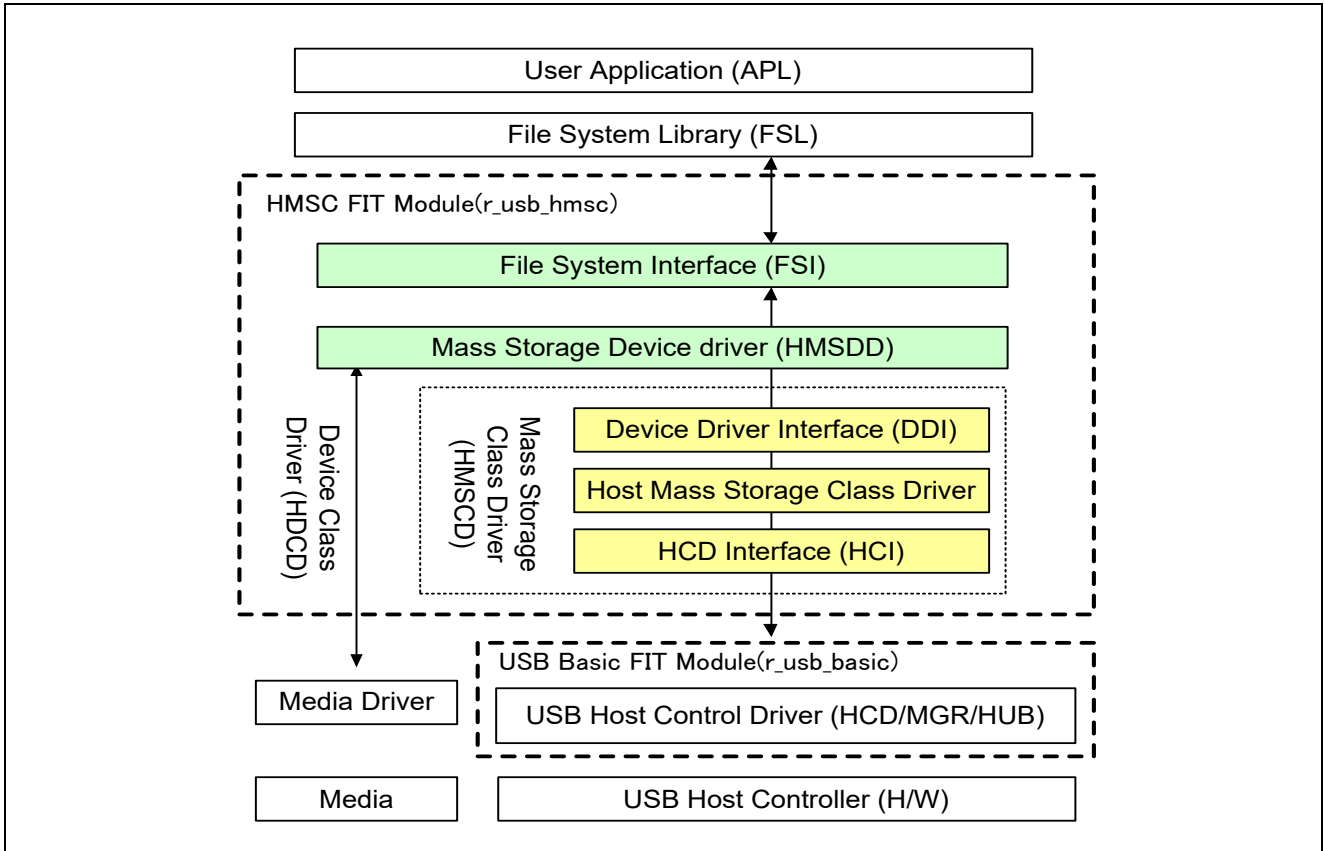 User Application (APL)
File System Library (FSL)
HMSC FIT Module(r_usb_hmsc)
File System Interface (FSI)
Mass Storage Device driver (HMSDD)
Device Class
Driver (HDCD)
Mass Storage
Class Driver
(HMSCD)
Device Driver Interface (DDI)
Host Mass Storage Class Driver
HCD Interface (HCI)
USB Basic FIT Module(r_usb_basic)
Media Driver
USB Host Control Driver (HCD/MGR/HUB)
Media
USB Host Controller (H/W)